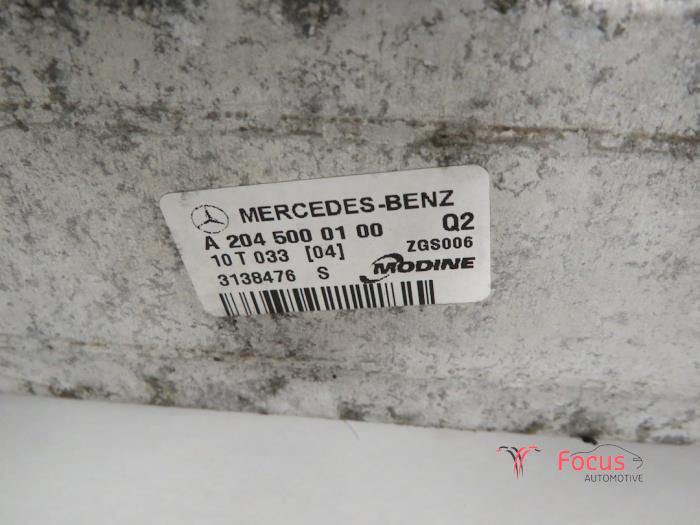 MERCEDES-BENZ
A 204 500 01 00 Q2
10 T 033 [04] ZGS006
3138476 S MODINE
Focus
AUTOMOTIVE